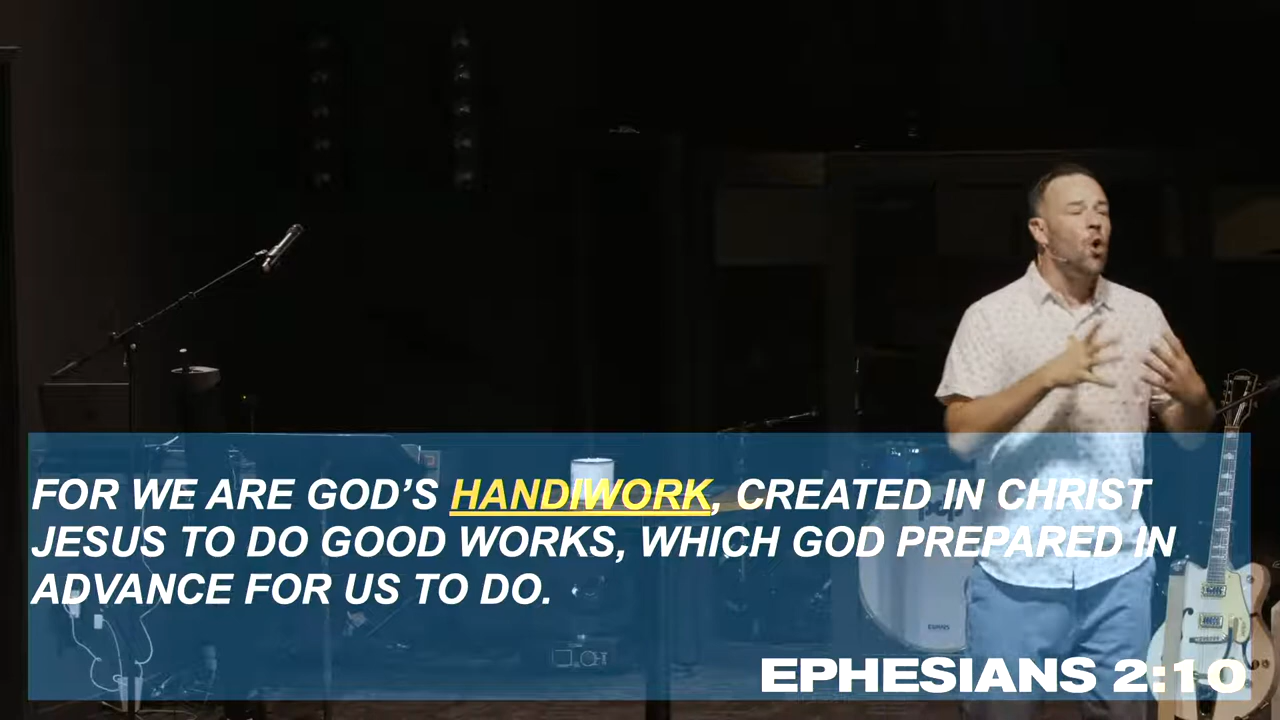 FOR WE ARE GOD’S HANDIWORK, CREATED IN CHRIST
JESUS TO DO GOOD WORKS, WHICH GOD PREPARED IN
ADVANCE FOR US TO DO.
EVANS
EPHESIANS 2:10